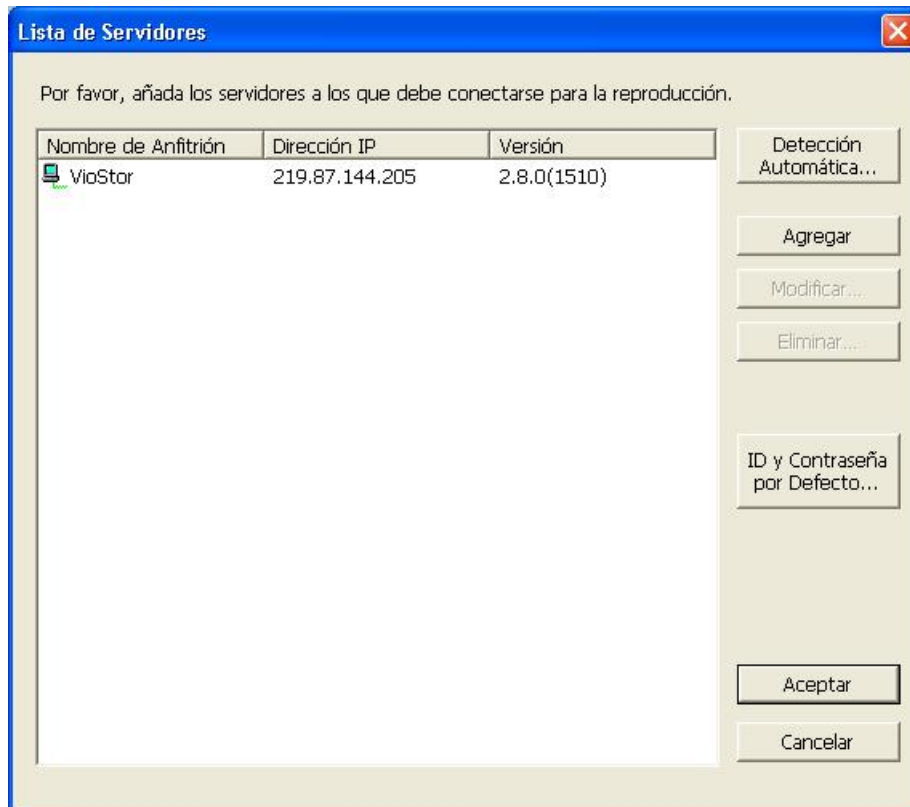 Lista de Servidores
Por favor, añada los servidores a los que debe conectarse para la reproducción.
Nombre de Anfitrión Dirección IP Versión
VioStor 219.87.144.205 2.8.0(1510)
Detección
Automática...
Agregar
Modificar...
Eliminar...
ID y Contraseña
por Defecto...
Aceptar
Cancelar